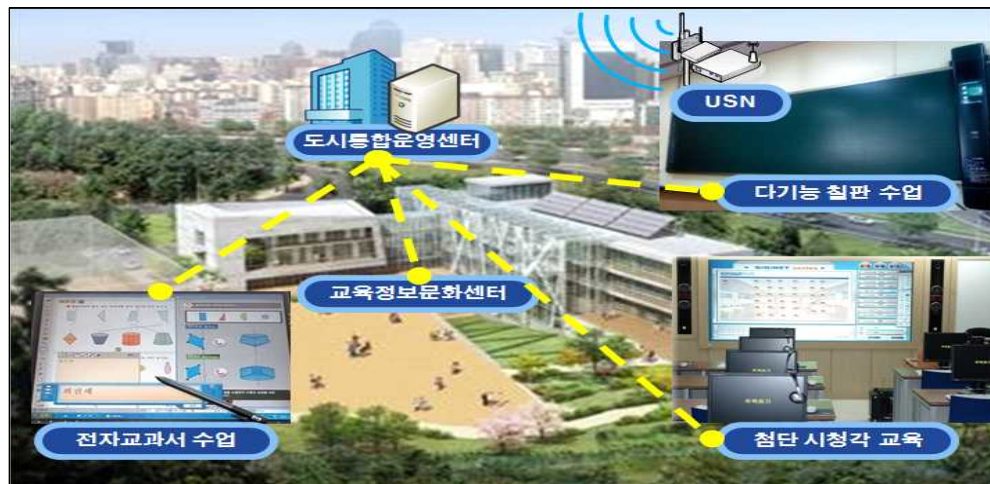 USN
도시통합운영센터
다기능 칠판 수업
교육정보문화센터
전자교과서 수업
첨단 시청각 교육